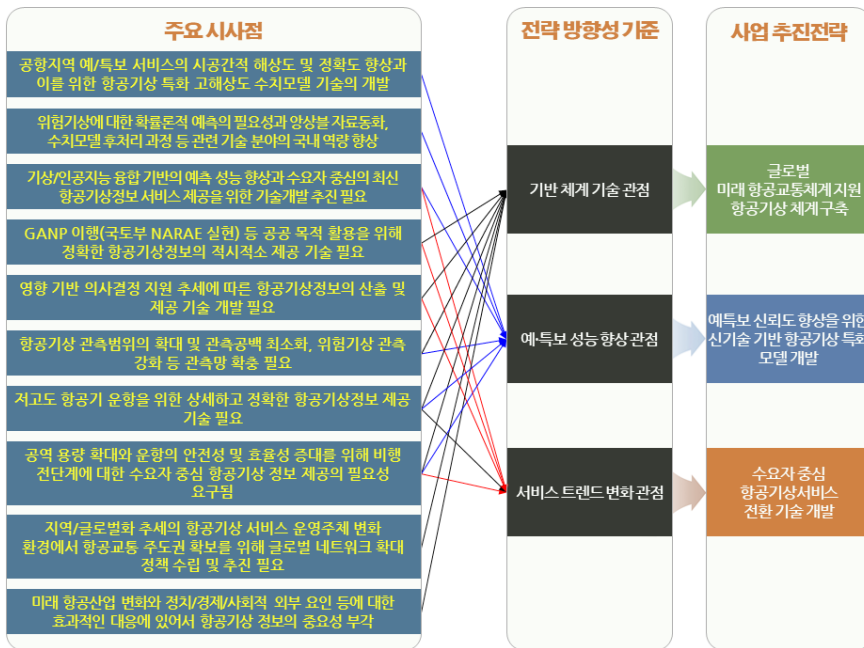 주요 시사점
공항지역 예/특보 서비스의 시공간적 해상도 및 정확도 향상과
이를 위한 항공기상 특화 고해상도 수치모델 기술의 개발
위험기상에 대한 확률론적 예측의 필요성과 앙상블 자료동화,
수치모델 후처리 과정 등 관련 기술 분야의 국내 역량 향상
기상/인공지능 융합 기반의 예측 성능 향상과 수요자 중심의 최신
항공기상정보 서비스 제공을 위한 기술개발 추진 필요
GANP 이행(국토부 NARAE 실현) 등 공공 목적 활용을 위해
정확한 항공기상정보의 적시적소 제공 기술 필요
영향 기반 의사결정 지원 추세에 따른 항공기상정보의 산출 및
제공 기술 개발 필요
항공기상 관측범위의 확대 및 관측공백 최소화, 위험기상 관측
강화 등 관측망 확충 필요
저고도 항공기 운항을 위한 상세하고 정확한 항공기상정보 제공
기술 필요
공역 용량 확대와 운항의 안전성 및 효율성 증대를 위해 비행
전단계에 대한 수요자 중심 항공기상 정보 제공의 필요성
요구됨
지역/글로벌화 추세의 항공기상 서비스 운영주체 변화
환경에서 항공교통 주도권 확보를 위해 글로벌 네트워크 확대
정책 수립 및 추진 필요
미래 항공산업 변화와 정치/경제/사회적 외부 요인 등에 대한
효과적인 대응에 있어서 항공기상 정보의 중요성 부각
전략 방향성 기준
기반 체계 기술 관점
예·특보 성능 향상 관점
서비스 트렌드 변화 관점
사업 추진전략
글로벌
미래 항공교통체계 지원
항공기상 체계 구축
예특보 신뢰도 향상을 위한
신기술 기반 항공기상 특화
모델 개발
수요자 중심
항공기상서비스
전환 기술 개발